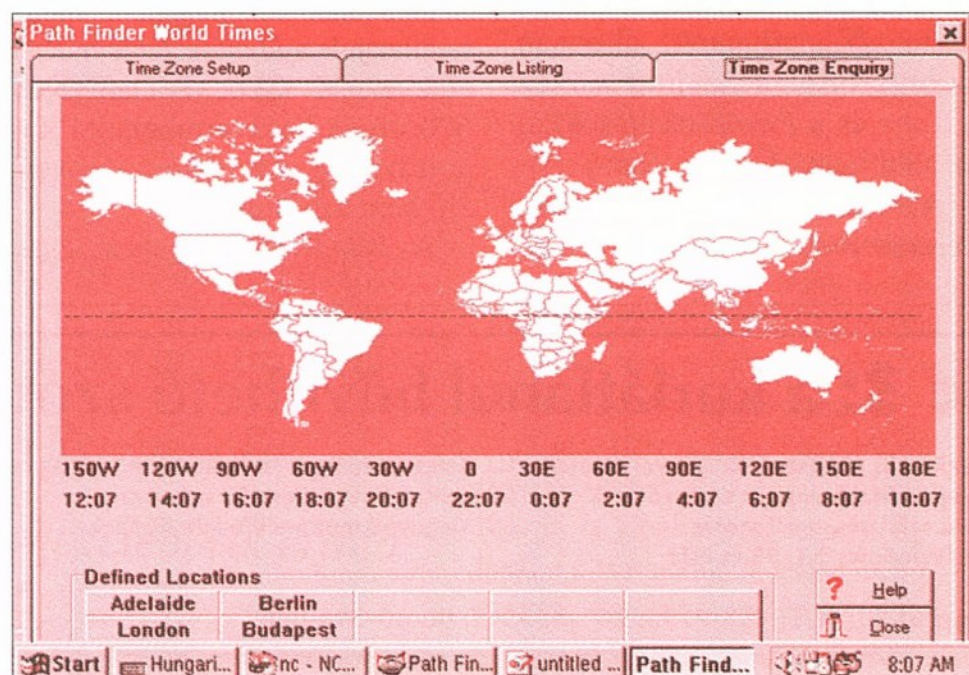 Path Finder World Times
Time Zone Setup Time Zone Listing Time Zone Enquiry
150W 120W 90W 60W 30W 0 30E 60E 90E 120E 150E 180E
12:07 14:07 16:07 18:07 20:07 22:07 0:07 2:07 4:07 6:07 8:07 10:07
Defined Locations
Adelaide Berlin
London Budapest
? Help
Close
Start Hungari... nc - NC... Path Fin... untitled ... Path Find... 8:07 AM